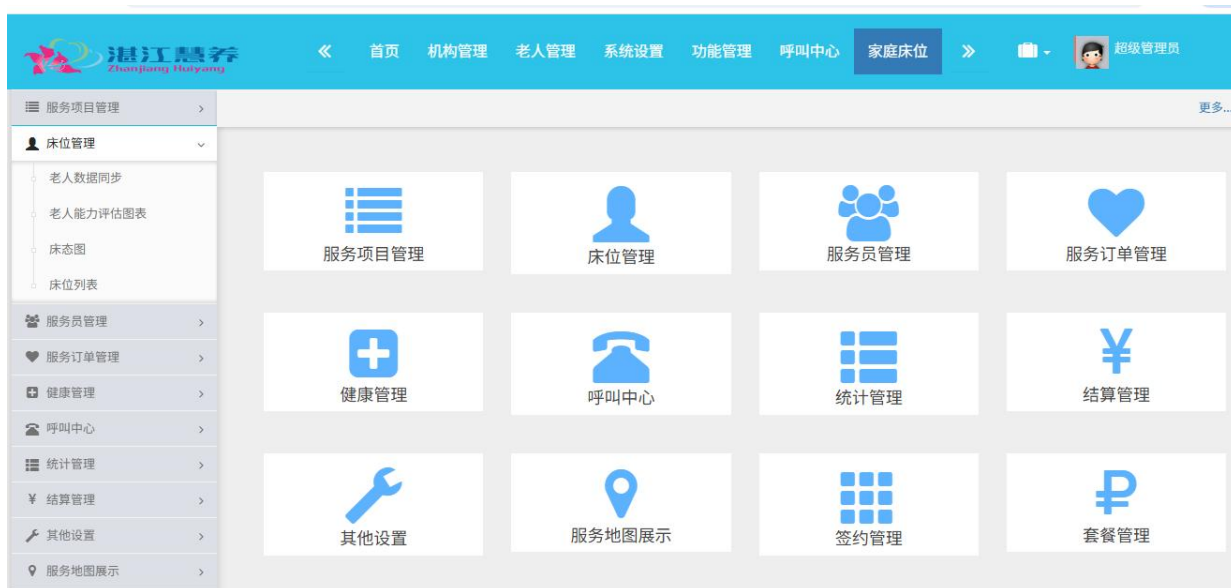 湛江慧养
Zhanjiang Huiyang
首页 机构管理 老人管理 系统设置 功能管理 呼叫中心 家庭床位
超级管理员
更多...
服务项目管理
床位管理
老人数据同步
老人能力评估图表
床态图
床位列表
服务员管理
服务订单管理
健康管理
呼叫中心
统计管理
¥ 结算管理
其他设置
服务地图展示
服务项目管理 床位管理 服务员管理 服务订单管理
健康管理 呼叫中心 统计管理 结算管理
其他设置 服务地图展示 签约管理 套餐管理